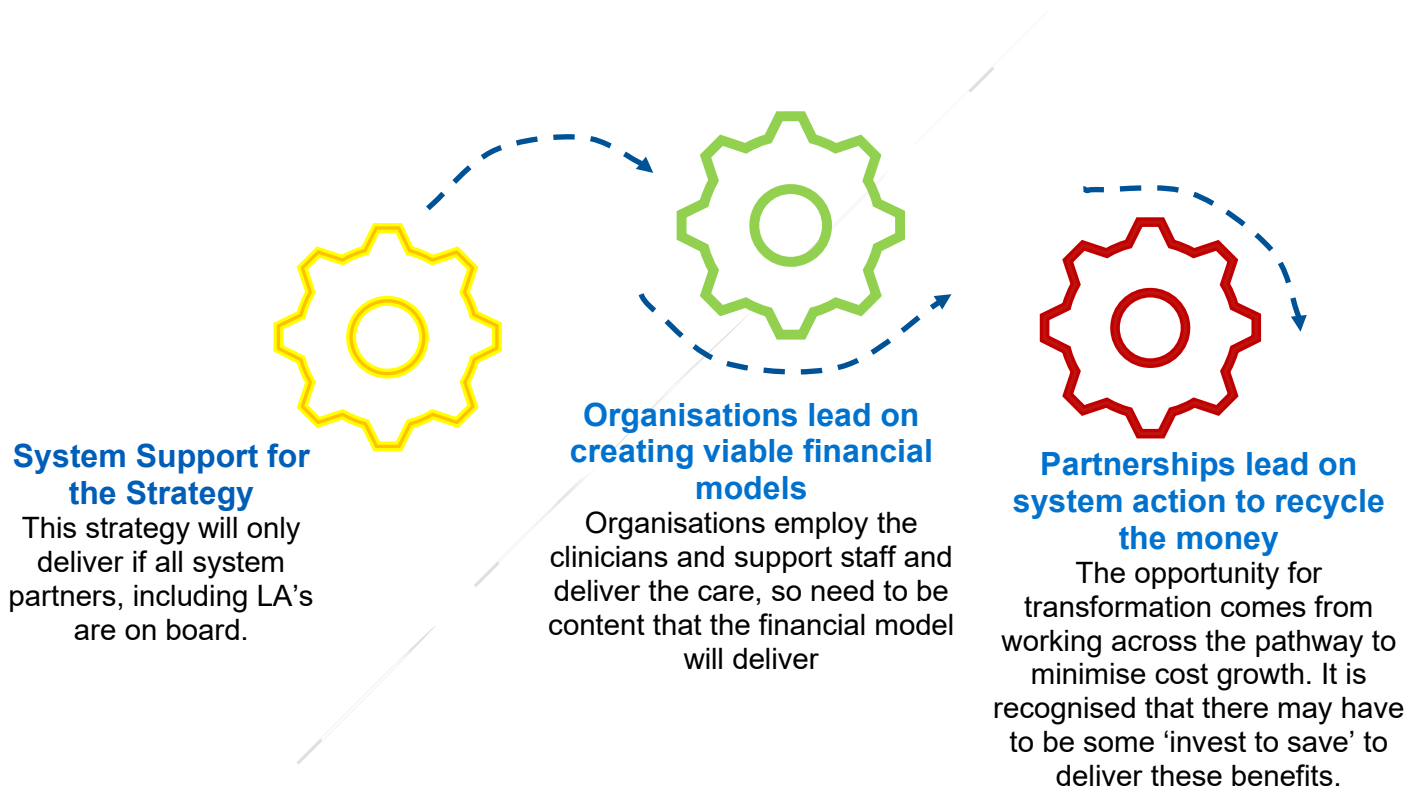 System Support for
the Strategy
This strategy will only
deliver if all system
partners, including LA’s
are on board.
Organisations lead on
creating viable financial
models
Organisations employ the
clinicians and support staff and
deliver the care, so need to be
content that the financial model
will deliver
Partnerships lead on
system action to recycle
the money
The opportunity for
transformation comes from
working across the pathway to
minimise cost growth. It is
recognised that there may have
to be some ‘invest to save’ to
deliver these benefits.